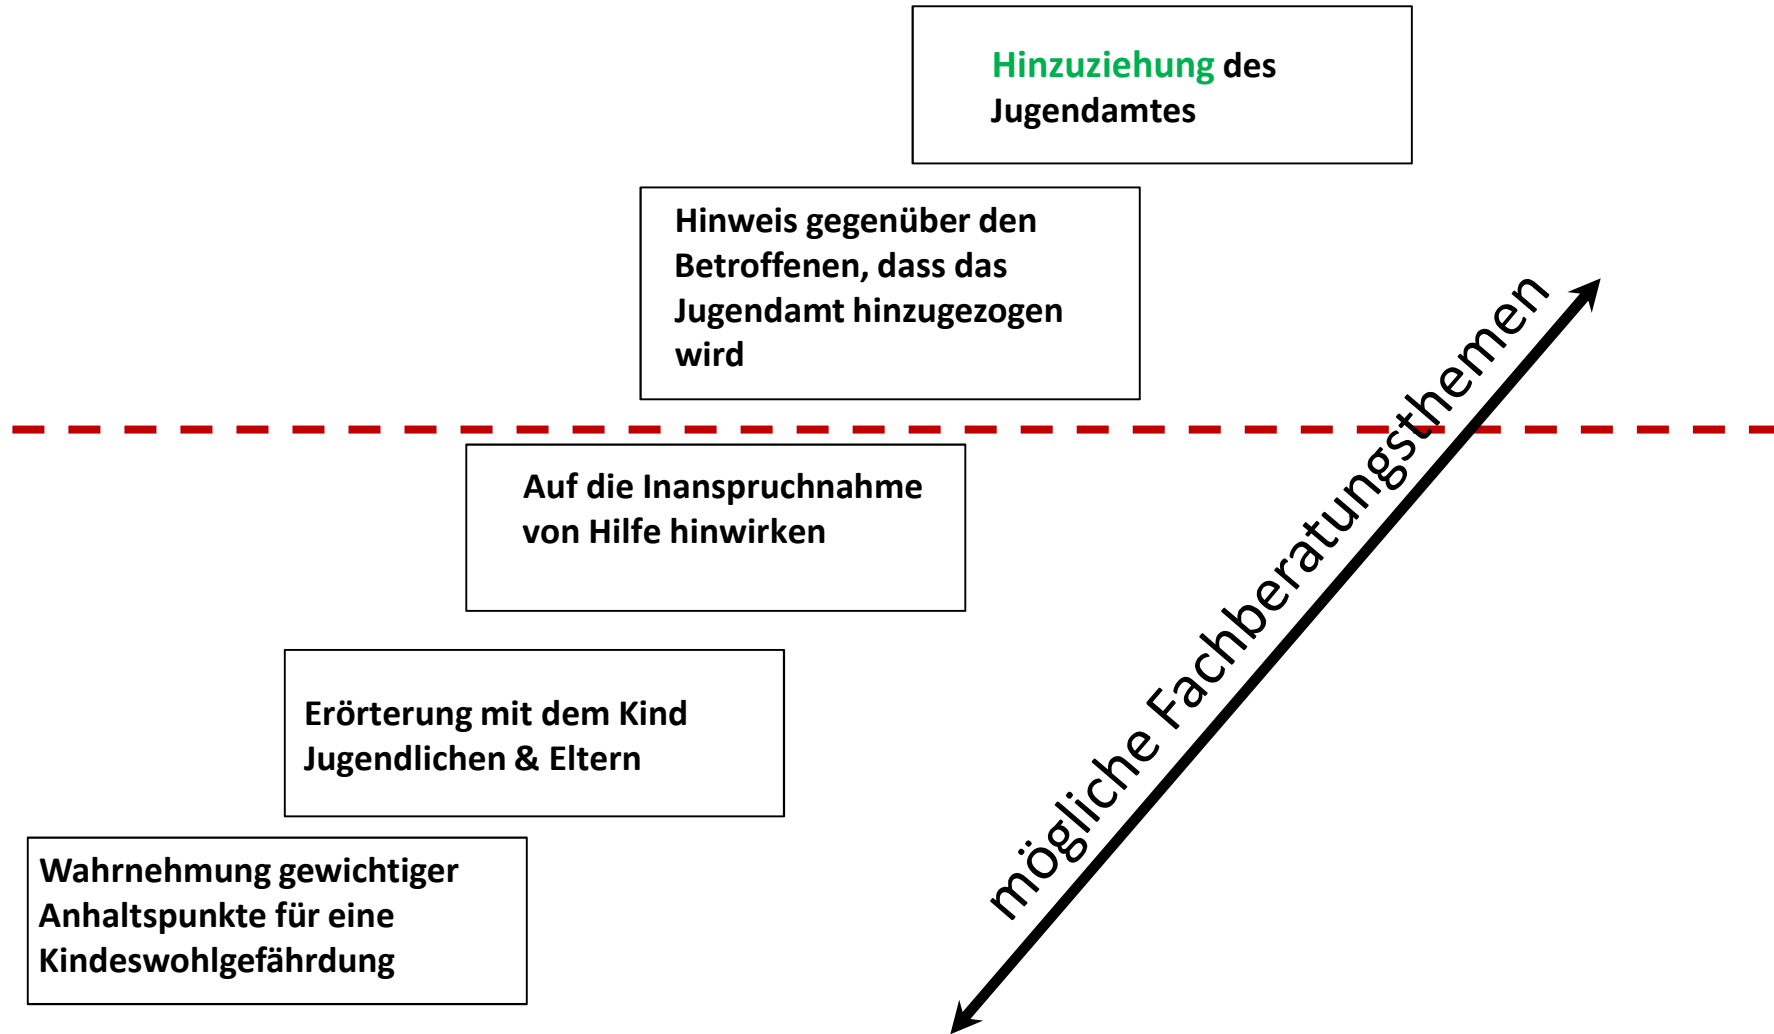 Hinzuziehung des
Jugendamtes
Hinweis gegenüber den
Betroffenen, dass das
Jugendamt hinzugezogen
wird
Auf die Inanspruchnahme
von Hilfe hinwirken
Erörterung mit dem Kind
Jugendlichen & Eltern
Wahrnehmung gewichtiger
Anhaltspunkte für eine
Kindeswohlgefährdung
mögliche Fachberatungsthemen